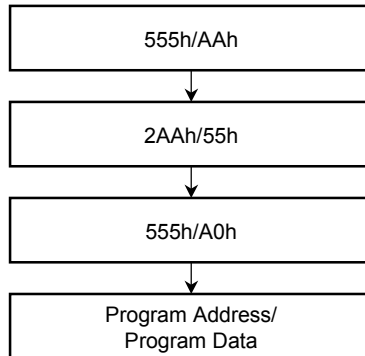 555h/AAh
2AAh/55h
555h/A0h
Program Address/
Program Data